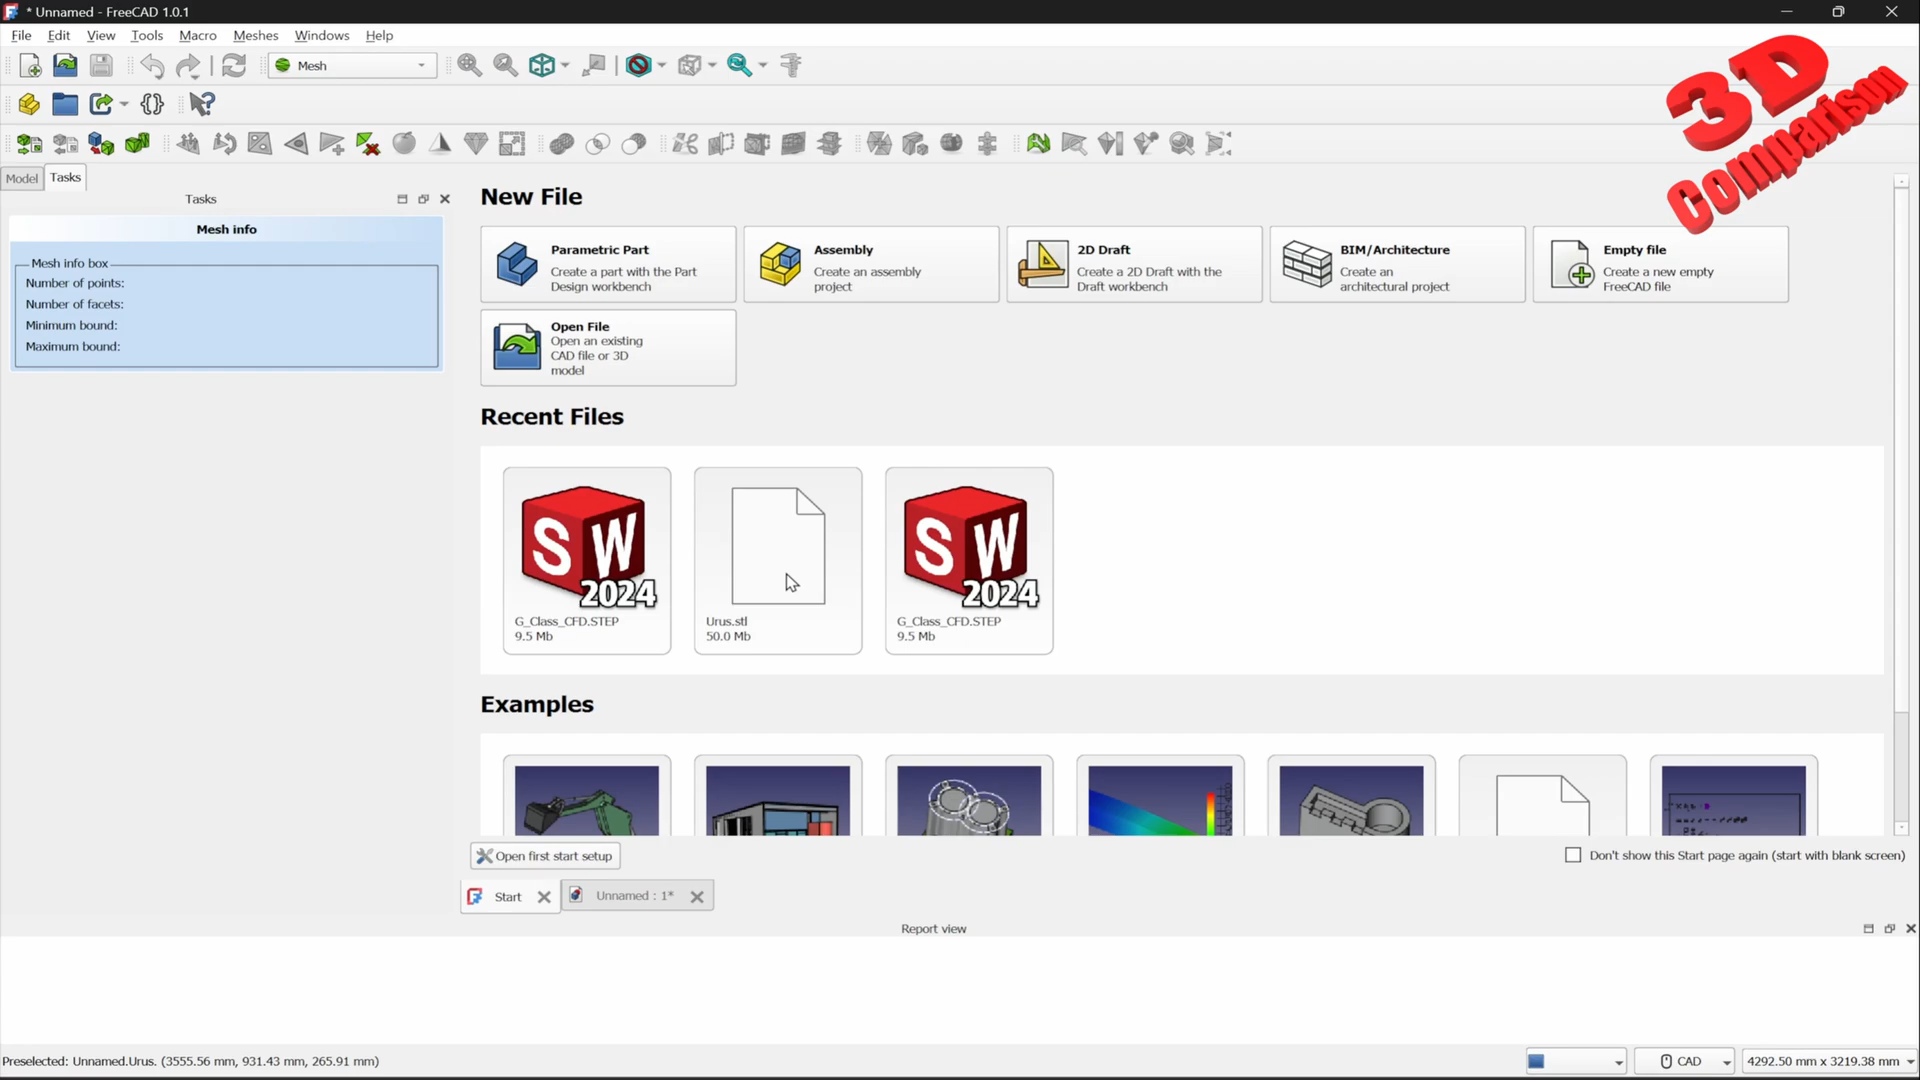 * Unnamed - FreeCAD 1.0.1
File Edit View Tools Macro Meshes Windows Help
Mesh
3D
Comparison
Model Tasks
Tasks
Mesh info
Mesh info box
Number of points:
Number of facets:
Minimum bound:
Maximum bound:
New File
Parametric Part
Create a part with the Part
Design workbench
Assembly
Create an assembly
project
2D Draft
Create a 2D Draft with the
Draft workbench
BIM/Architecture
Create an
architectural project
Empty file
Create a new empty
FreeCAD file
Open File
Open an existing
CAD file or 3D
model
Recent Files
SW
2024
G_Class_CFD.STEP
9.5 Mb
Urus.stl
50.0 Mb
SW
2024
G_Class_CFD.STEP
9.5 Mb
Examples
Open first start setup
Don't show this Start page again (start with blank screen)
Start
Unnamed : 1*
Report view
Preselected: Unnamed.Urus. (3555.56 mm, 931.43 mm, 265.91 mm)
CAD
4292.50 mm x 3219.38 mm